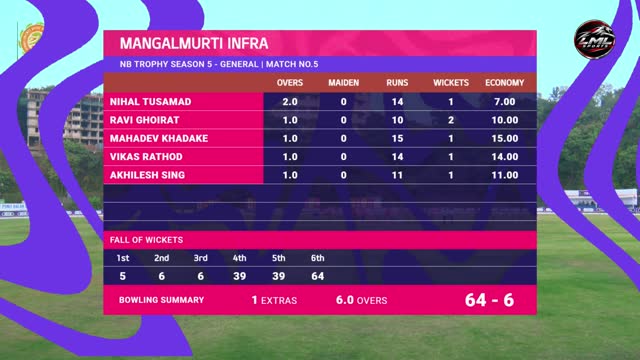 MANGALMURTI INFRA
NB TROPHY SEASON 5 - GENERAL | MATCH NO.5
OVERS MAIDEN RUNS WICKETS ECONOMY
NIHAL TUSAMAD 2.0 0 14 1 7.00
RAVI GHOIRAT 1.0 0 10 2 10.00
MAHADEV KHADAKE 1.0 0 15 1 15.00
VIKAS RATHOD 1.0 0 14 1 14.00
AKHILESH SING 1.0 0 11 1 11.00
FALL OF WICKETS
1st 2nd 3rd 4th 5th 6th
5 6 6 39 39 64
BOWLING SUMMARY 1 EXTRAS 6.0 OVERS 64 - 6
LML
SPORTS